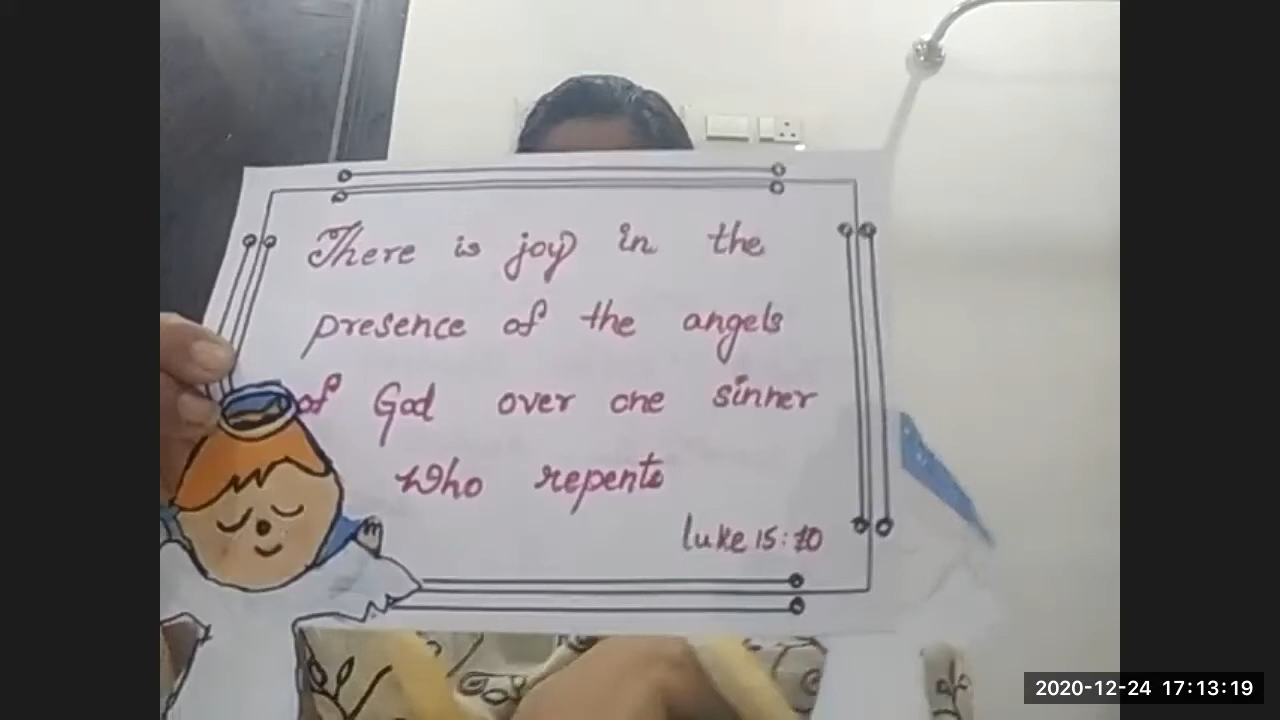 There is joy in the
presence of the angels
of God over one sinner
who repents
luke 15:10
2020-12-24 17:13:19